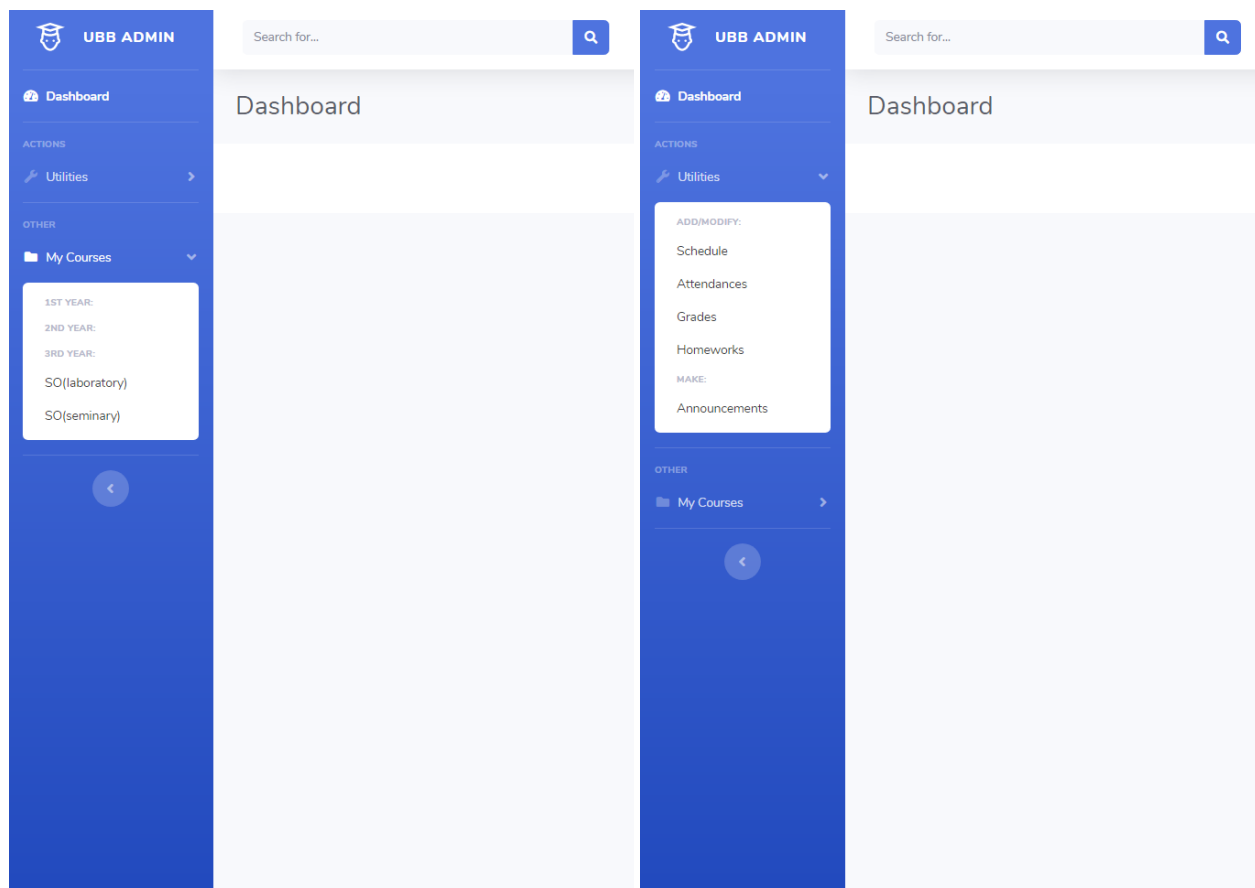 UBB ADMIN
Search for...
Dashboard
Dashboard
ACTIONS
Utilities
OTHER
My Courses
1ST YEAR:
2ND YEAR:
3RD YEAR:
SO(laboratory)
SO(seminary)
UBB ADMIN
Search for...
Dashboard
Dashboard
ACTIONS
Utilities
ADD/MODIFY:
Schedule
Attendances
Grades
Homeworks
MAKE:
Announcements
OTHER
My Courses